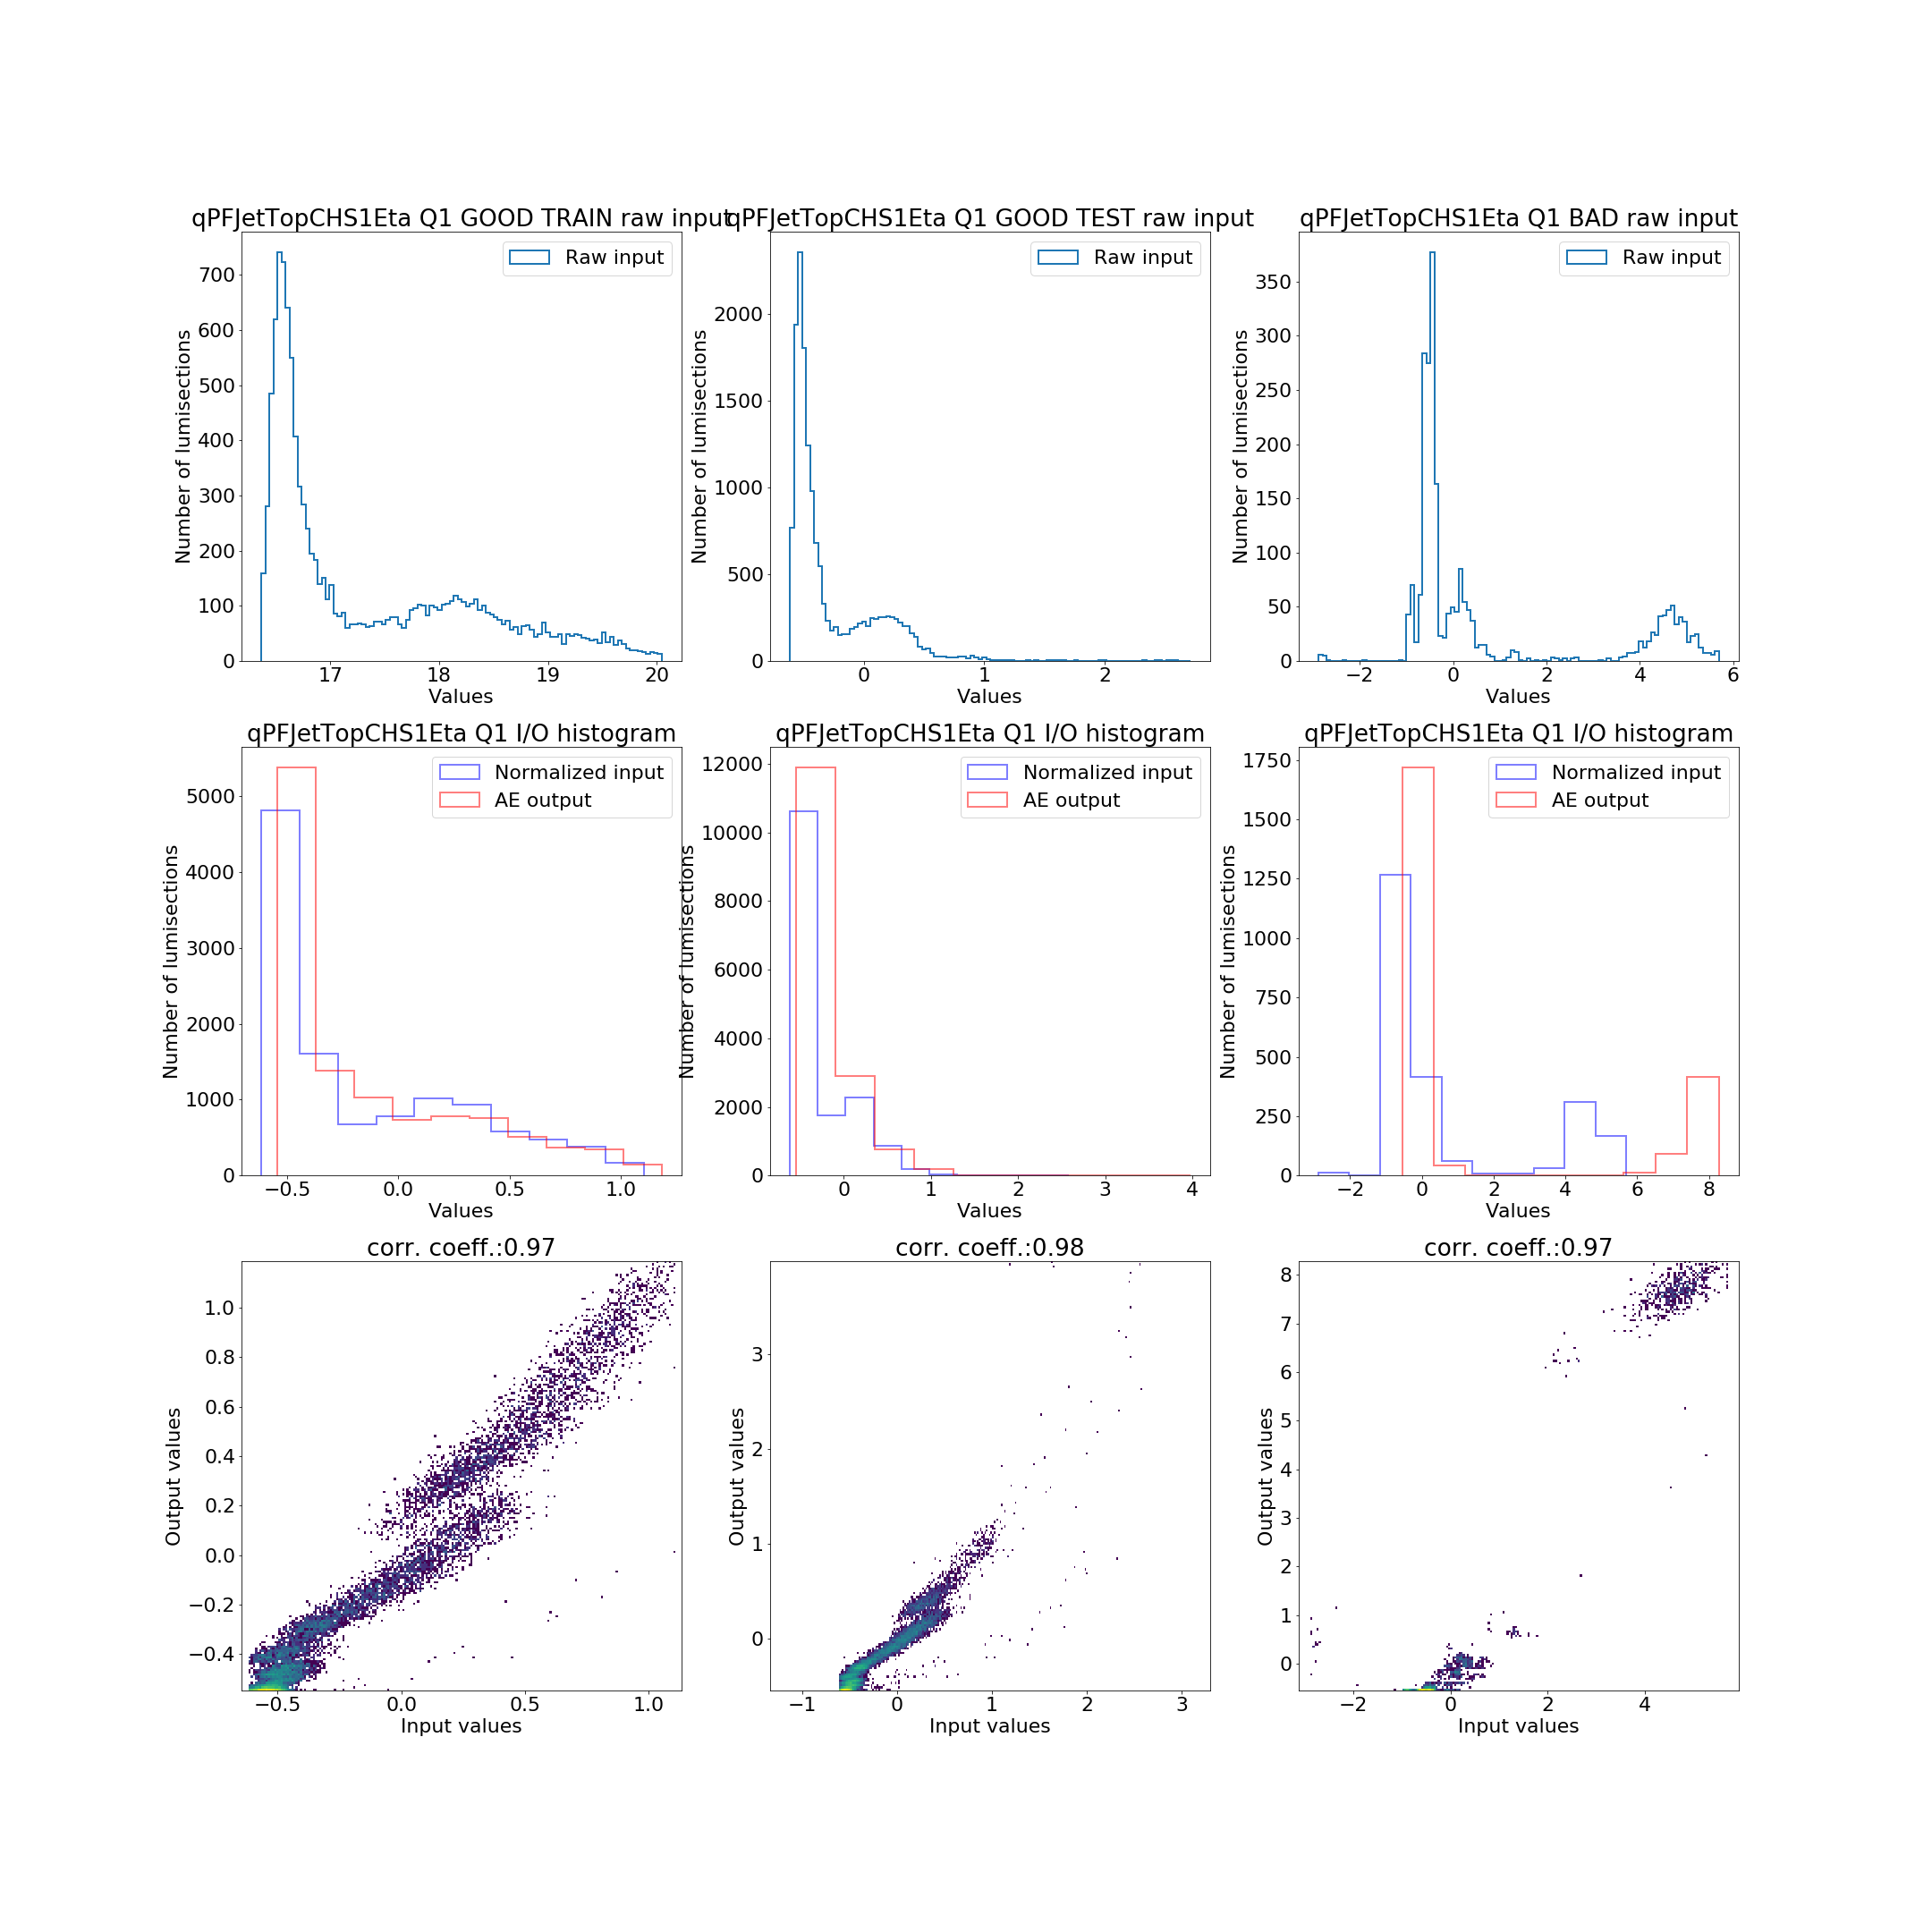 qPFJetTopCHS1Eta Q1 GOOD TRAIN raw input
qPFJetTopCHS1Eta Q1 GOOD TEST raw input
qPFJetTopCHS1Eta Q1 BAD raw input
Raw input
Raw input
Raw input
Number of lumisections
700
600
500
400
300
200
100
0
17
18
19
20
Values
Number of lumisections
2000
1500
1000
500
0
0
1
2
Values
Number of lumisections
350
300
250
200
150
100
50
0
−2
0
2
4
6
Values
qPFJetTopCHS1Eta Q1 I/O histogram
qPFJetTopCHS1Eta Q1 I/O histogram
qPFJetTopCHS1Eta Q1 I/O histogram
Normalized input
AE output
Normalized input
AE output
Normalized input
AE output
Number of lumisections
5000
4000
3000
2000
1000
0
−0.5
0.0
0.5
1.0
Values
Number of lumisections
12000
10000
8000
6000
4000
2000
0
0
1
2
3
4
Values
Number of lumisections
1750
1500
1250
1000
750
500
250
0
−2
0
2
4
6
8
Values
corr. coeff.:0.97
corr. coeff.:0.98
corr. coeff.:0.97
Output values
1.0
0.8
0.6
0.4
0.2
0.0
−0.2
−0.4
−0.5
0.0
0.5
1.0
Input values
Output values
3
2
1
0
−1
0
1
2
3
Input values
Output values
8
7
6
5
4
3
2
1
0
−2
0
2
4
Input values